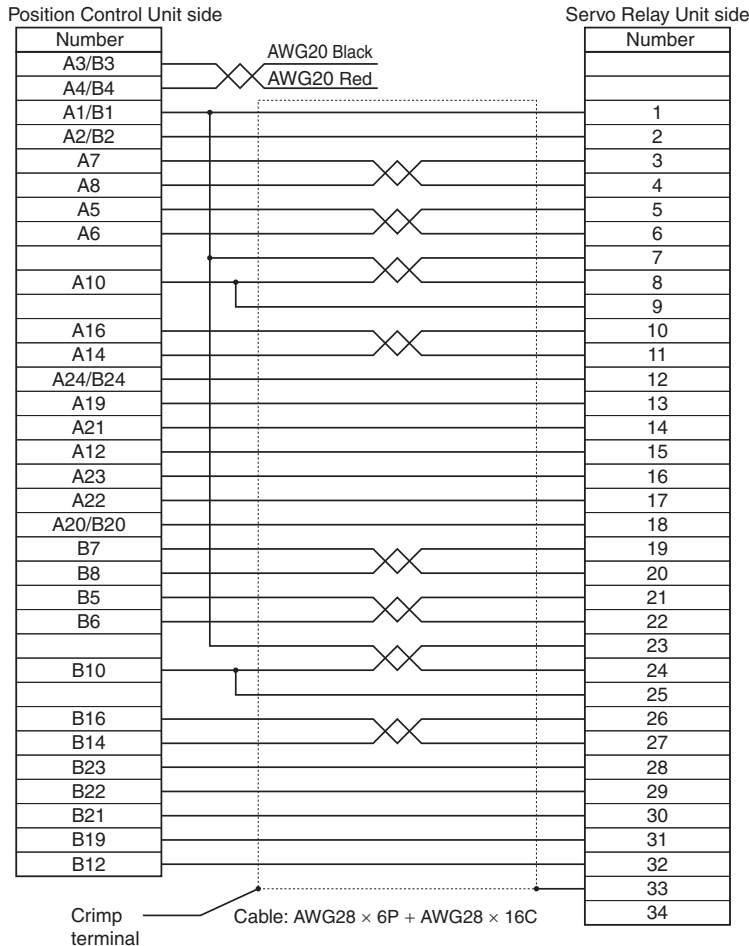 Position Control Unit side Servo Relay Unit side
Number Number
A3/B3 AWG20 Black
A4/B4 AWG20 Red
A1/B1 1
A2/B2 2
A7 3
A8 4
A5 5
A6 6
7
A10 8
9
A16 10
A14 11
A24/B24 12
A19 13
A21 14
A12 15
A23 16
A22 17
A20/B20 18
B7 19
B8 20
B5 21
B6 22
23
B10 24
25
B16 26
B14 27
B23 28
B22 29
B21 30
B19 31
B12 32
33
Crimp Cable: AWG28 × 6P + AWG28 × 16C 34
terminal